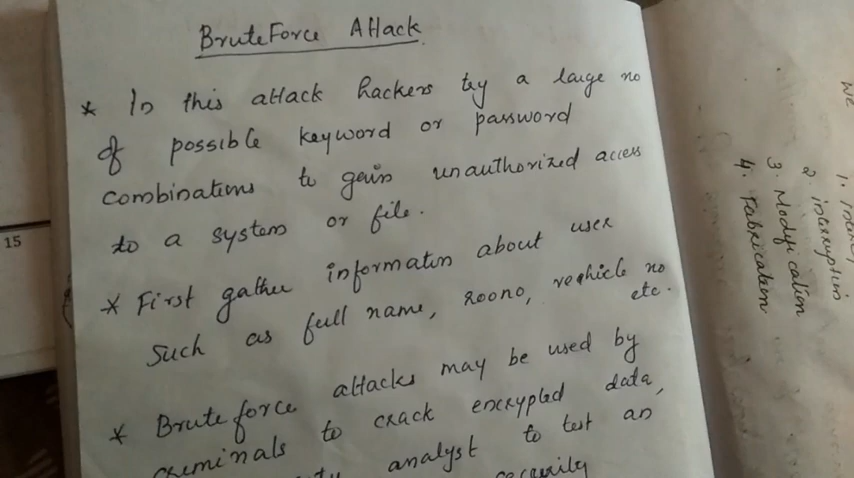 BruteForce Attack
* In this attack hackers try a large no
of possible keyword or password
combinations to gain unauthorized access
to a system or file.
* First gather information about user
Such as full name, roono, vehicle no
etc.
* Brute force attacks may be used by
criminals to crack encrypted data,
analyst to test an
security
15
we
1.
2. interruption
3. Modification
4. Fabrication